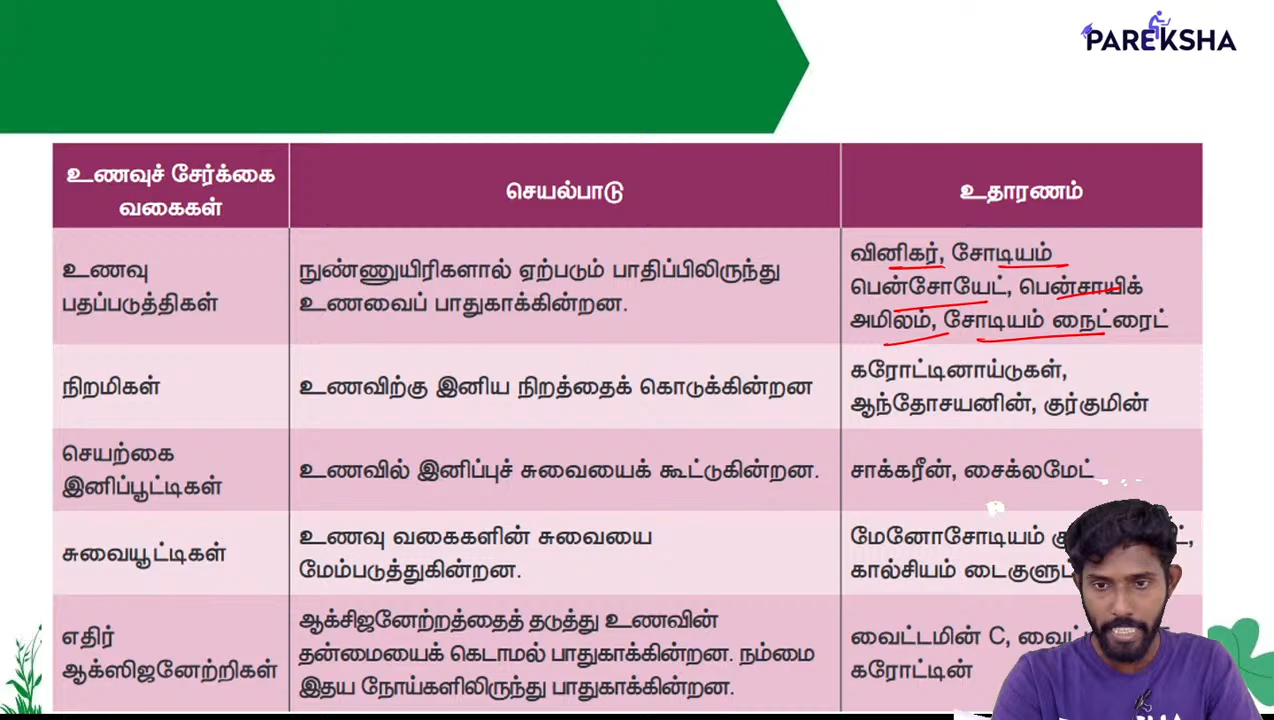 PAREKSHA
உணவுச் சேர்க்கை
வகைகள்
செயல்பாடு
உதாரணம்
உணவு
பதப்படுத்திகள்
நுண்ணுயிரிகளால் ஏற்படும் பாதிப்பிலிருந்து
உணவைப் பாதுகாக்கின்றன.
வினிகர், சோடியம்
பென்சோயேட், பென்சாயிக்
அமிலம், சோடியம் நைட்ரைட்
நிறமிகள்
உணவிற்கு இனிய நிறத்தைக் கொடுக்கின்றன
கரோட்டினாய்டுகள்,
ஆந்தோசயனின், குர்குமின்
செயற்கை
இனிப்பூட்டிகள்
உணவில் இனிப்புச் சுவையைக் கூட்டுகின்றன.
சாக்கரீன், சைக்லமேட்
சுவையூட்டிகள்
உணவு வகைகளின் சுவையை
மேம்படுத்துகின்றன.
மேனோசோடியம்
கால்சியம்
எதிர்
ஆக்ஸிஜனேற்றிகள்
ஆக்சிஜனேற்றத்தைத் தடுத்து உணவின்
தன்மையைக் கெடாமல் பாதுகாக்கின்றன. நம்மை
இதய நோய்களிலிருந்து பாதுகாக்கின்றன.
வைட்டமின் C,
கரோட்டின்